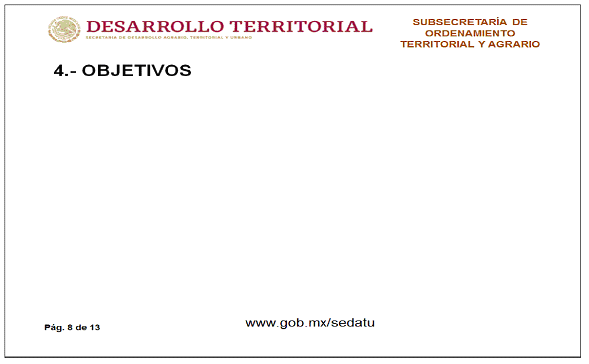 DESARROLLO TERRITORIAL
SECRETARÍA DE DESARROLLO AGRARIO, TERRITORIAL Y URBANO
SUBSECRETARÍA DE
ORDENAMIENTO
TERRITORIAL Y AGRARIO
4.- OBJETIVOS
Pág. 8 de 13
www.gob.mx/sedatu